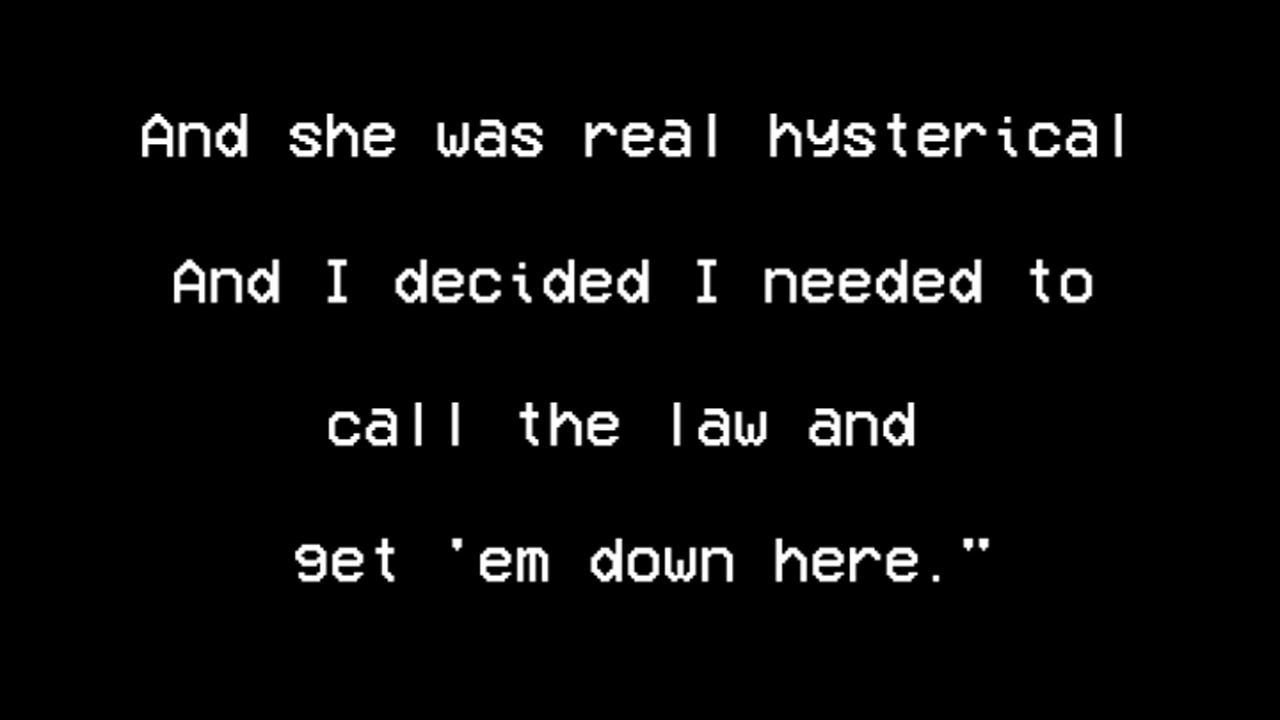 And she was real hysterical
And I decided I needed to
call the law and
get 'em down here."